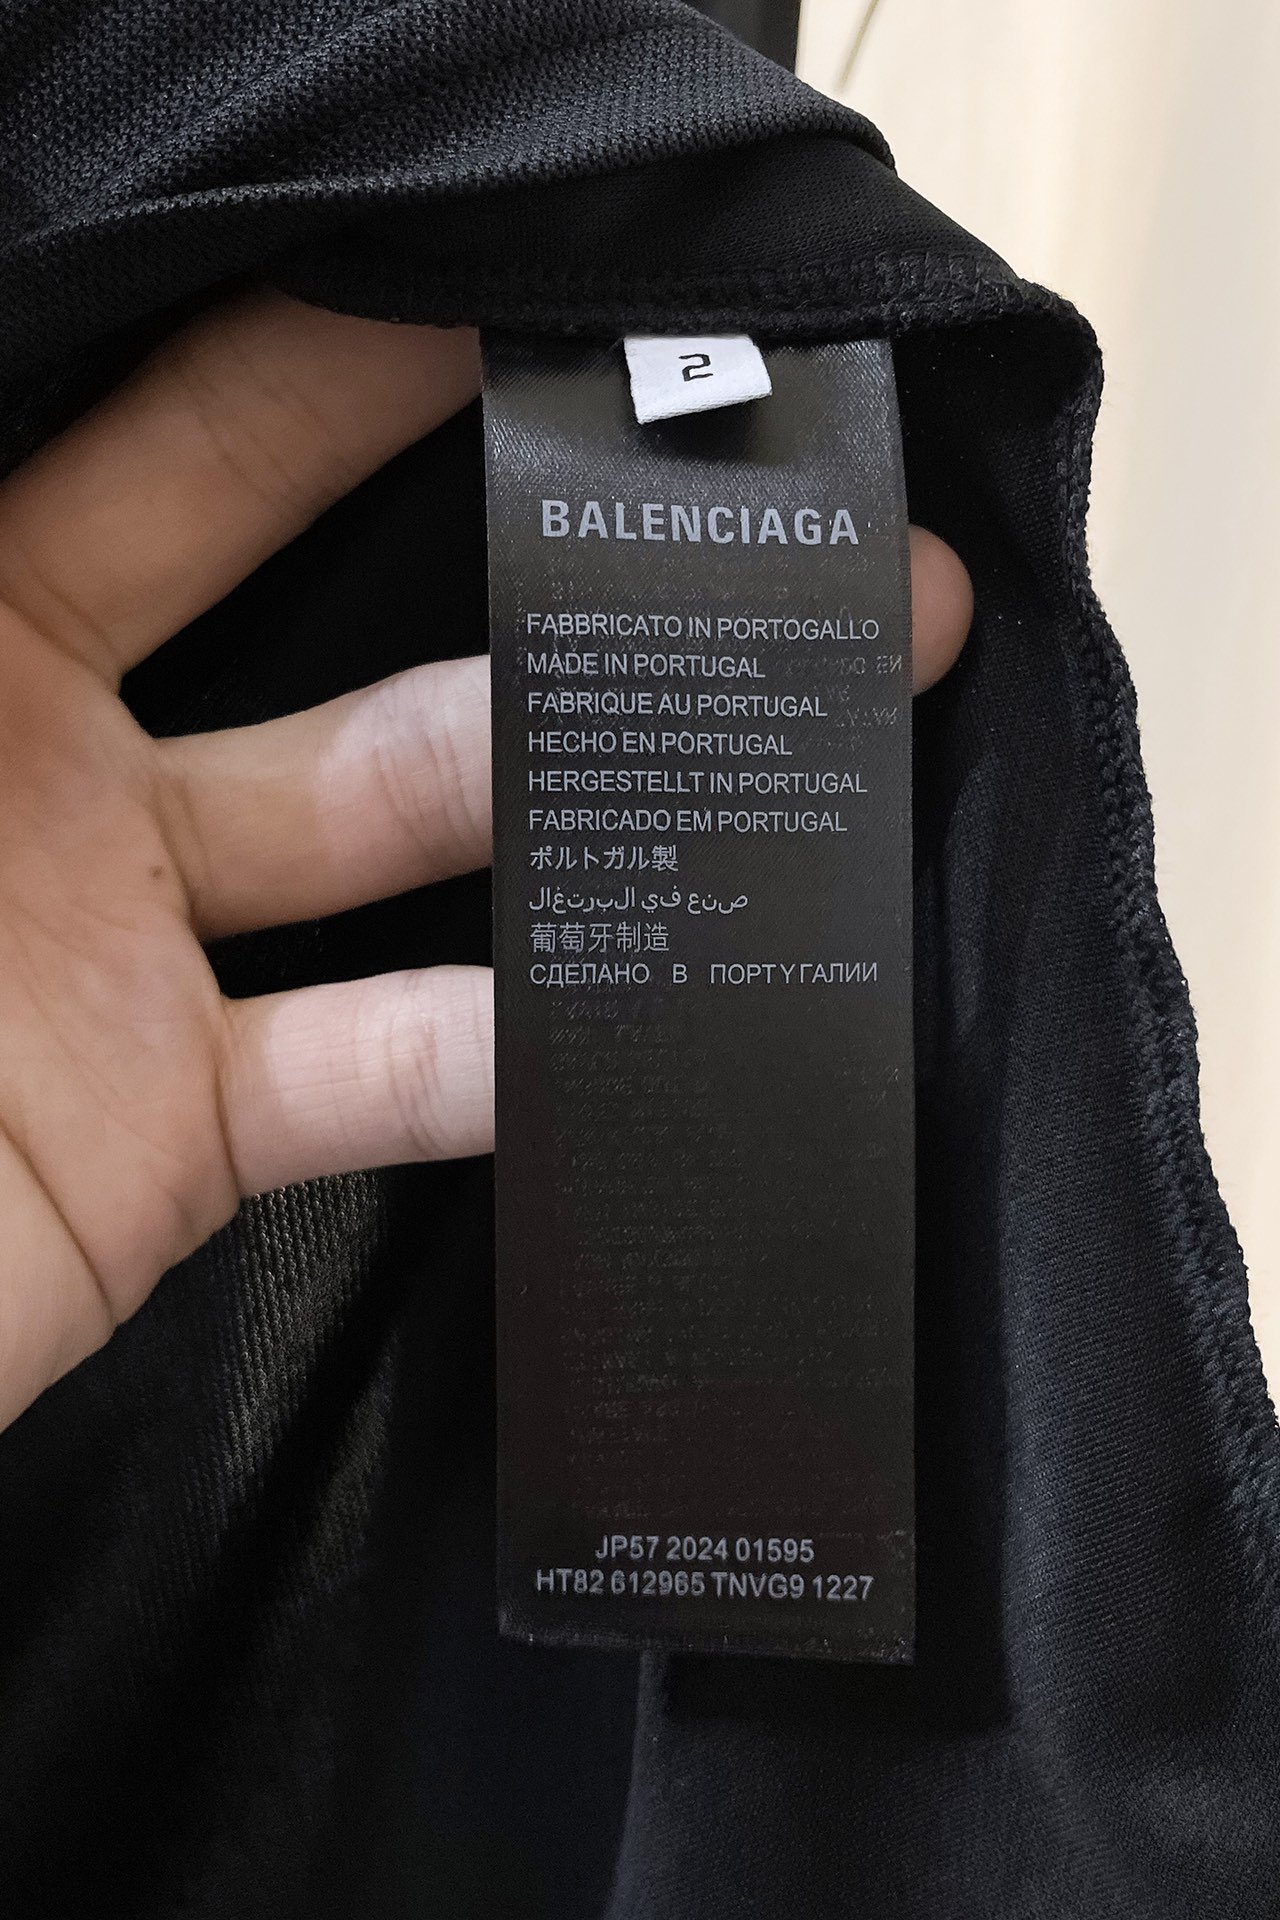 2
BALENCIAGA
FABBRICATO IN PORTOGALLO
MADE IN PORTUGAL
FABRIQUE AU PORTUGAL
HECHO EN PORTUGAL
HERGESTELLT IN PORTUGAL
FABRICADO EM PORTUGAL
ポルトガル製
صنع في البرتغال
葡萄牙制造
СДЕЛАНО В ПОРТУГАЛИИ
JP57 2024 01595
HT82 612965 TNVG9 1227